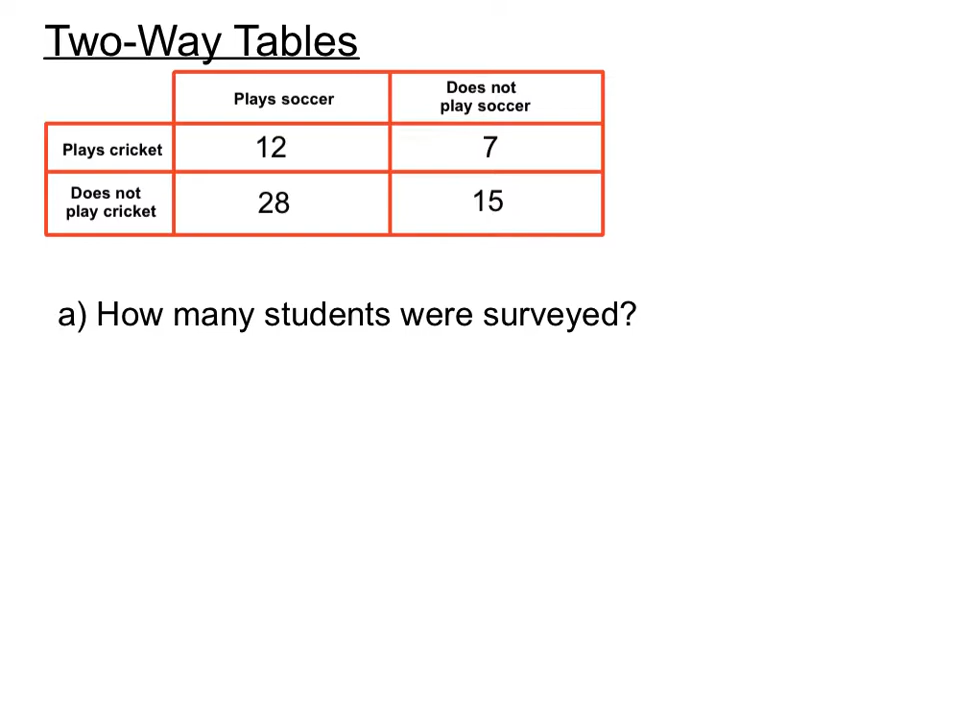 Two-Way Tables
Plays soccer
Does not
play soccer
Plays cricket
12
7
Does not
play cricket
28
15
a) How many students were surveyed?